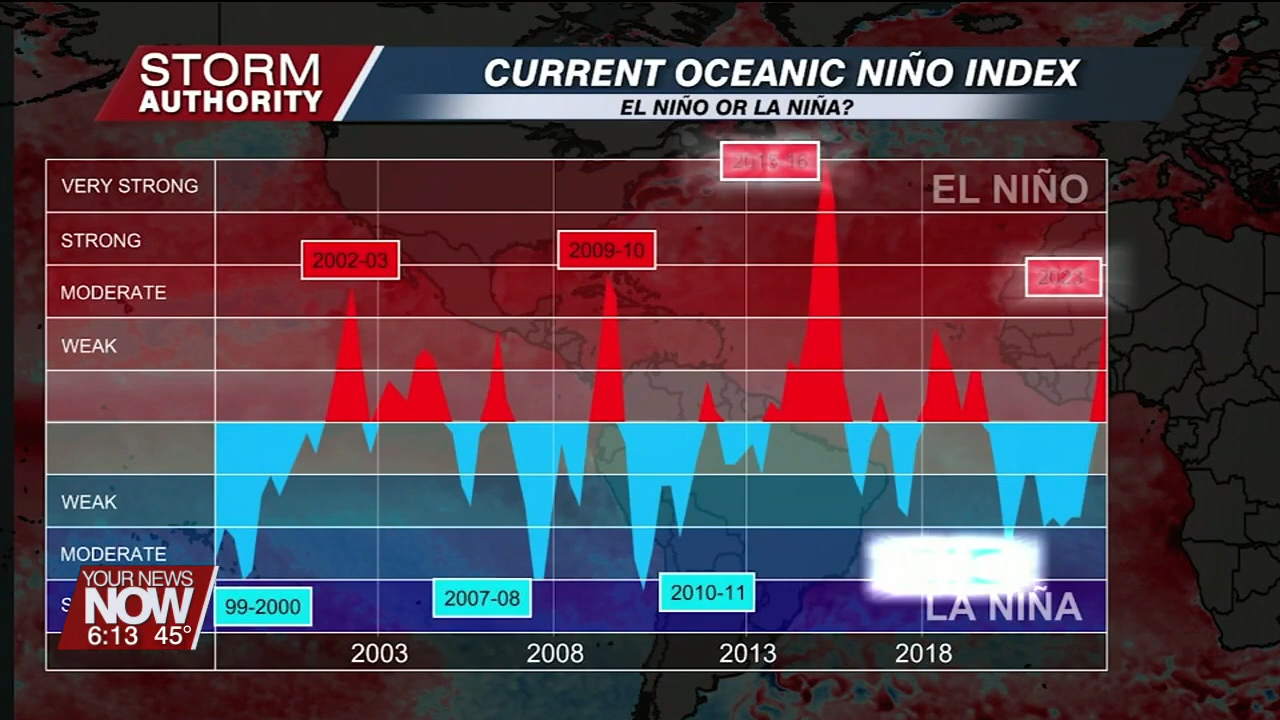 STORM
AUTHORITY
CURRENT OCEANIC NIÑO INDEX
EL NIÑO OR LA NIÑA?
VERY STRONG
STRONG
MODERATE
WEAK
WEAK
MODERATE
S
EL NIÑO
2002-03
2009-10
2015-16
2023
99-2000
2007-08
2010-11
LA NIÑA
YOUR NEWS
NOW
6:13 45°
2003
2008
2013
2018